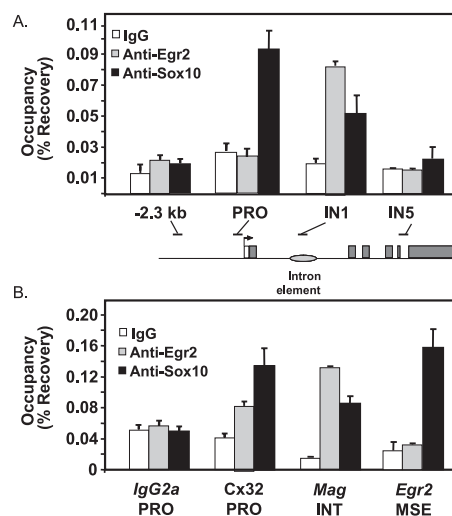 A.
IgG
Anti-Egr2
Anti-Sox10
Occupancy
(% Recovery)
0.11
0.09
0.07
0.05
0.03
0.01
-2.3 kb PRO IN1 IN5
Intron
element
B.
IgG
Anti-Egr2
Anti-Sox10
Occupancy
(% Recovery)
0.20
0.16
0.12
0.08
0.04
0
IgG2a Cx32 Mag Egr2
PRO PRO INT MSE